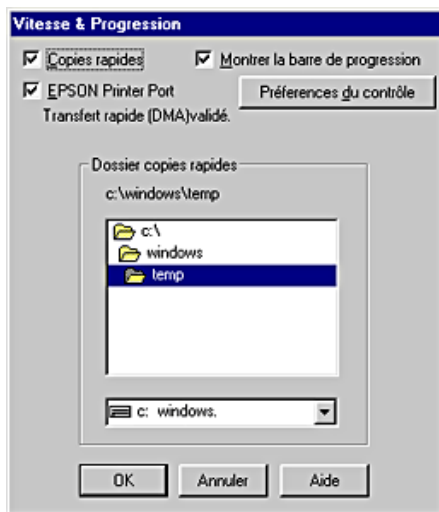 Vitesse & Progression
Copies rapides
Montrer la barre de progression
EPSON Printer Port
Préferences du contrôle
Transfert rapide (DMA)validé.
Dossier copies rapides
c:\windows\temp
c:\
windows
temp
c: windows.
OK
Annuler
Aide